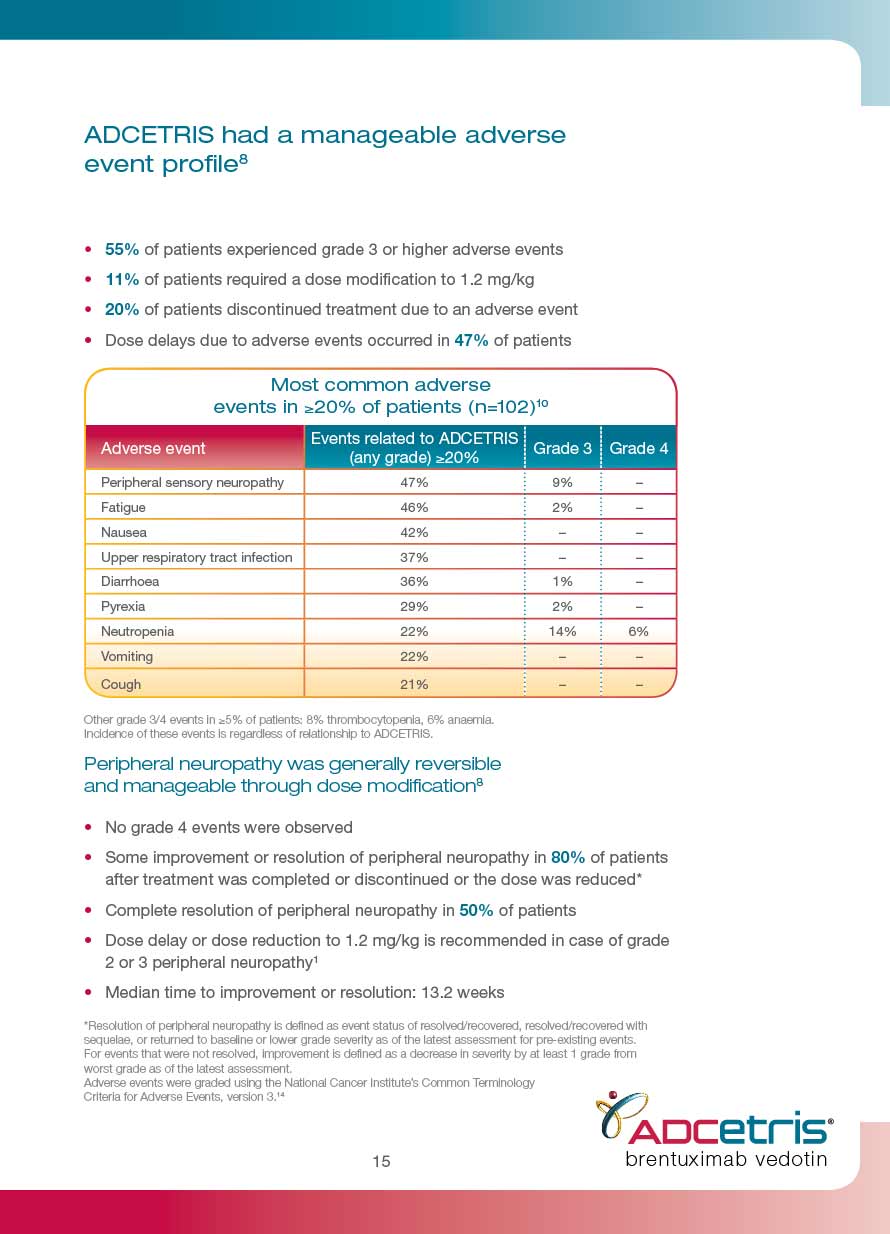 ADCETRIS had a manageable adverse
event profile⁸
• 55% of patients experienced grade 3 or higher adverse events
• 11% of patients required a dose modification to 1.2 mg/kg
• 20% of patients discontinued treatment due to an adverse event
• Dose delays due to adverse events occurred in 47% of patients
Most common adverse
events in ≥20% of patients (n=102)¹⁰
Adverse event | Events related to ADCETRIS (any grade) ≥20% | Grade 3 | Grade 4
Peripheral sensory neuropathy 47% 9% –
Fatigue 46% 2% –
Nausea 42% – –
Upper respiratory tract infection 37% – –
Diarrhoea 36% 1% –
Pyrexia 29% 2% –
Neutropenia 22% 14% 6%
Vomiting 22% – –
Cough 21% – –
Other grade 3/4 events in ≥5% of patients: 8% thrombocytopenia, 6% anaemia.
Incidence of these events is regardless of relationship to ADCETRIS.
Peripheral neuropathy was generally reversible
and manageable through dose modification⁸
• No grade 4 events were observed
• Some improvement or resolution of peripheral neuropathy in 80% of patients
after treatment was completed or discontinued or the dose was reduced*
• Complete resolution of peripheral neuropathy in 50% of patients
• Dose delay or dose reduction to 1.2 mg/kg is recommended in case of grade
2 or 3 peripheral neuropathy¹
• Median time to improvement or resolution: 13.2 weeks
*Resolution of peripheral neuropathy is defined as event status of resolved/recovered, resolved/recovered with
sequelae, or returned to baseline or lower grade severity as of the latest assessment for pre-existing events.
For events that were not resolved, improvement is defined as a decrease in severity by at least 1 grade from
worst grade as of the latest assessment.
Adverse events were graded using the National Cancer Institute's Common Terminology
Criteria for Adverse Events, version 3.¹⁴
ADCetris®
brentuximab vedotin
15